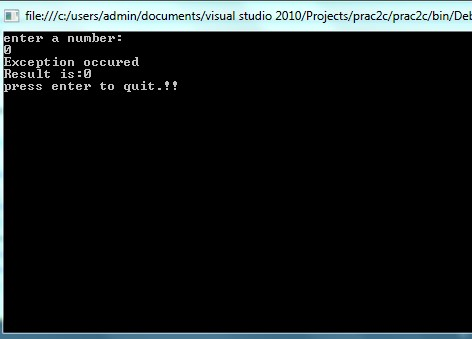 file:///c:/users/admin/documents/visual studio 2010/Projects/prac2c/prac2c/bin/Deb
enter a number:
0
Exception occured
Result is:0
press enter to quit.!!